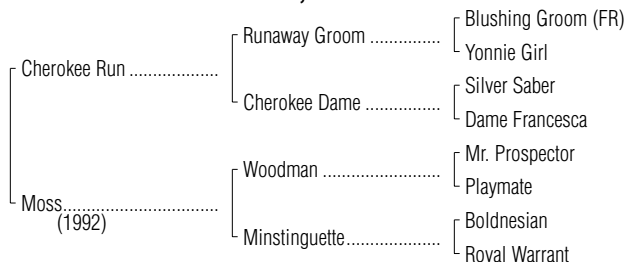 Blushing Groom (FR)
Runaway Groom ...............
Yonnie Girl
Cherokee Run ...................
Silver Saber
Cherokee Dame ................
Dame Francesca
Mr. Prospector
Woodman .........................
Playmate
Moss.................................
(1992)
Boldnesian
Minstinguette....................
Royal Warrant